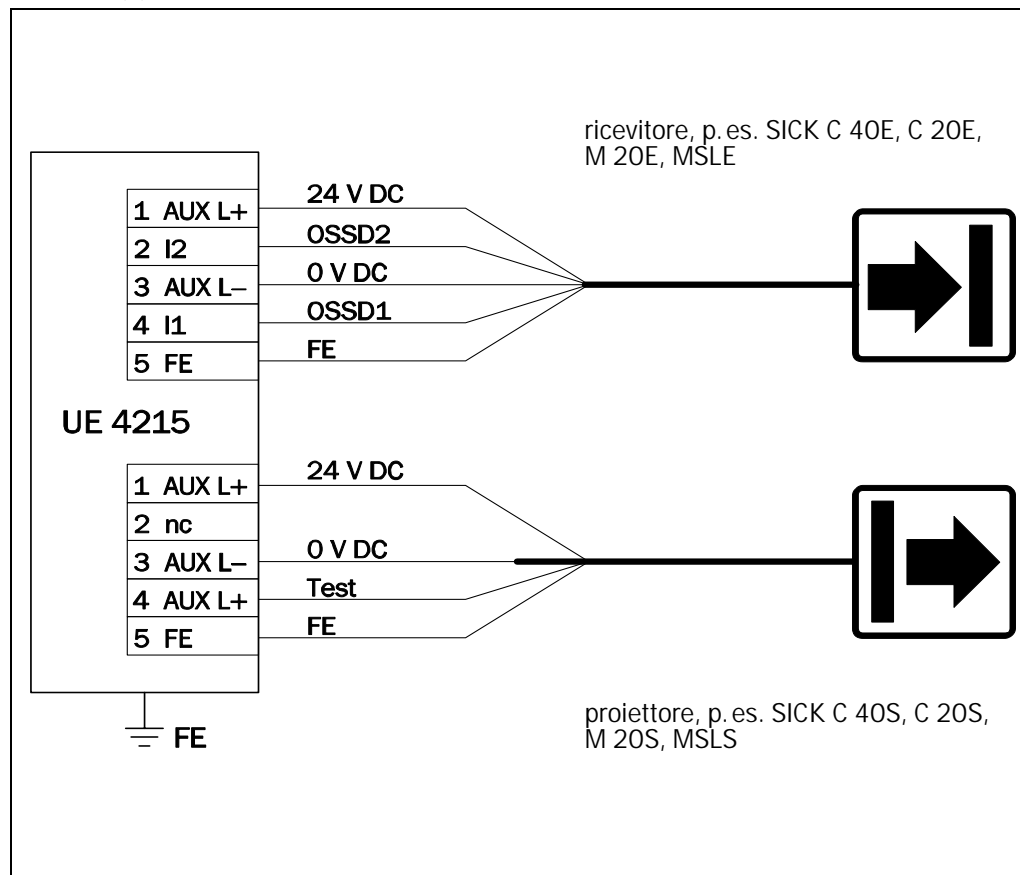 ricevitore, p. es. SICK C 40E, C 20E,
M 20E, MSLE
1 AUX L+
24 V DC
2 I2
OSSD2
3 AUX L–
0 V DC
4 I1
OSSD1
5 FE
FE
UE 4215
1 AUX L+
24 V DC
2 nc
3 AUX L–
0 V DC
4 AUX L+
Test
5 FE
FE
FE
proiettore, p. es. SICK C 40S, C 20S,
M 20S, MSLS